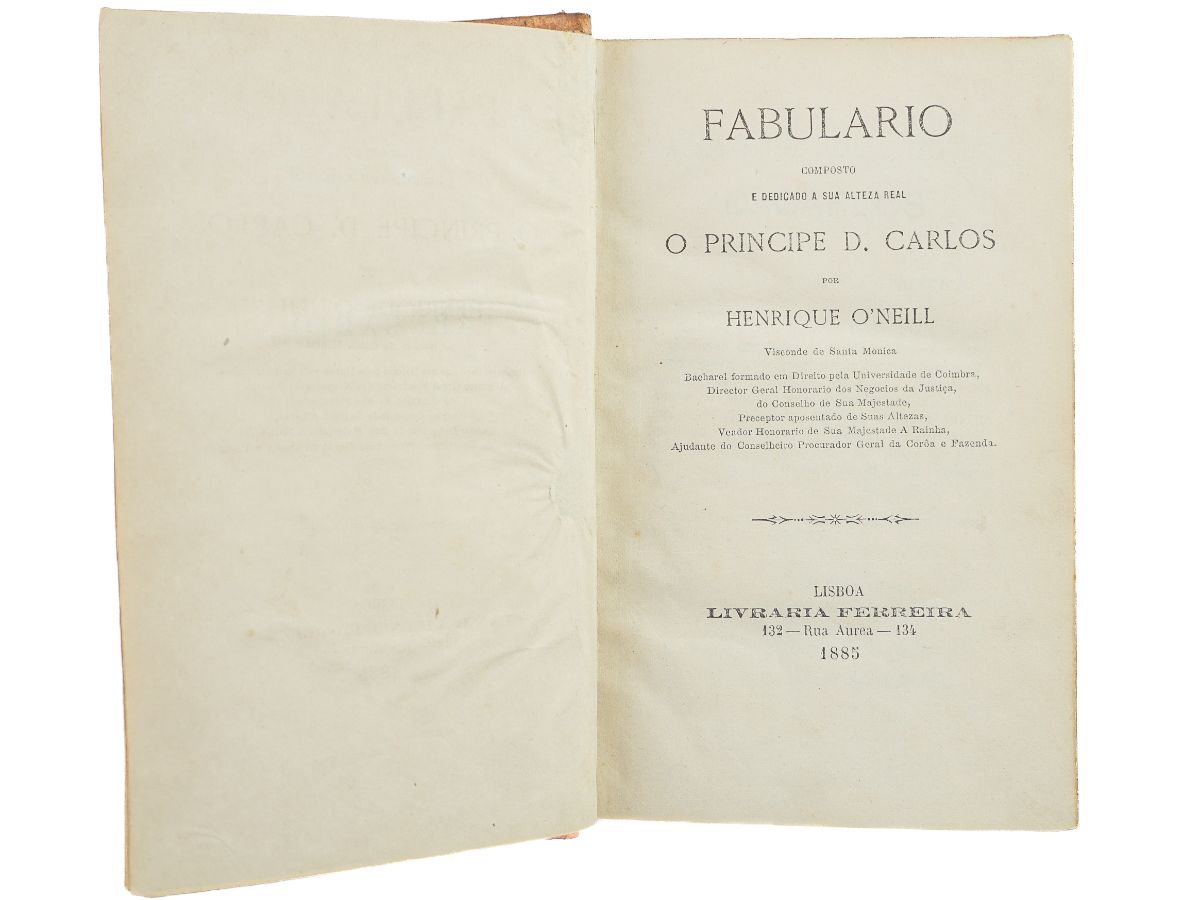 FABULARIO
COMPOSTO
E DEDICADO A SUA ALTEZA REAL
O PRINCIPE D. CARLOS
POR
HENRIQUE O'NEILL
Visconde de Santa Monica
Bacharel formado em Direito pela Universidade de Coimbra,
Director Geral Honorario dos Negocios da Justiça,
do Conselho de Sua Majestade,
Preceptor aposentado de Suas Altezas,
Veador Honorario de Sua Majestade A Rainha,
Ajudante do Conselheiro Procurador Geral da Corôa e Fazenda.
LISBOA
LIVRARIA FERREIRA
132 — Rua Aurea — 134
1885